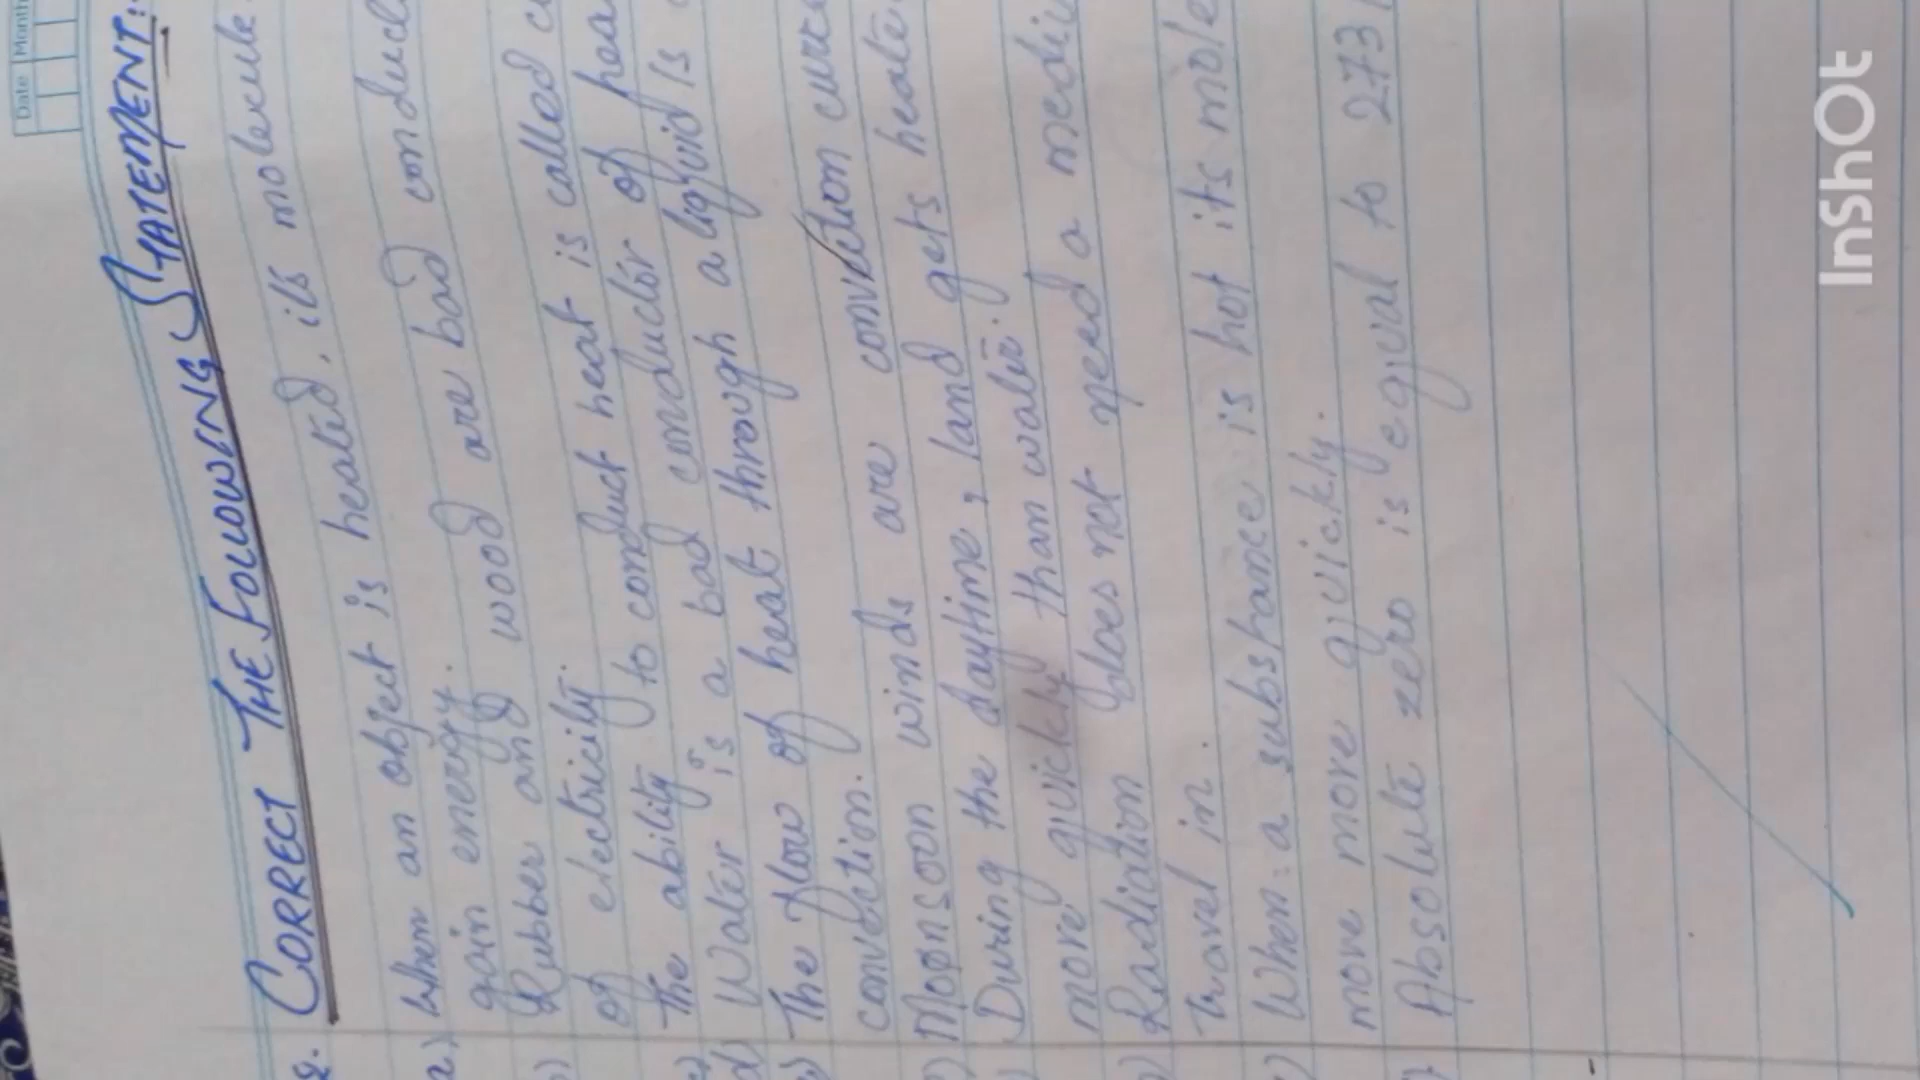 Date Month
2. CORRECT THE FOLLOWING STATEMENT:
a.) When an object is heated, its molecule
gain energy.
Rubber and wood are bad conduct
of electricity.
The ability to conduct heat is called
d) Water is a bad conductor of hea
The flow of heat through a liquid is
convection.
Monsoon winds are convection curre
During the daytime, land gets heate
more quickly than water.
Radiation does not need a mediu
travel in.
When a substance is hot its mole
move more quickly.
Absolute zero is equal to 273
InShOt